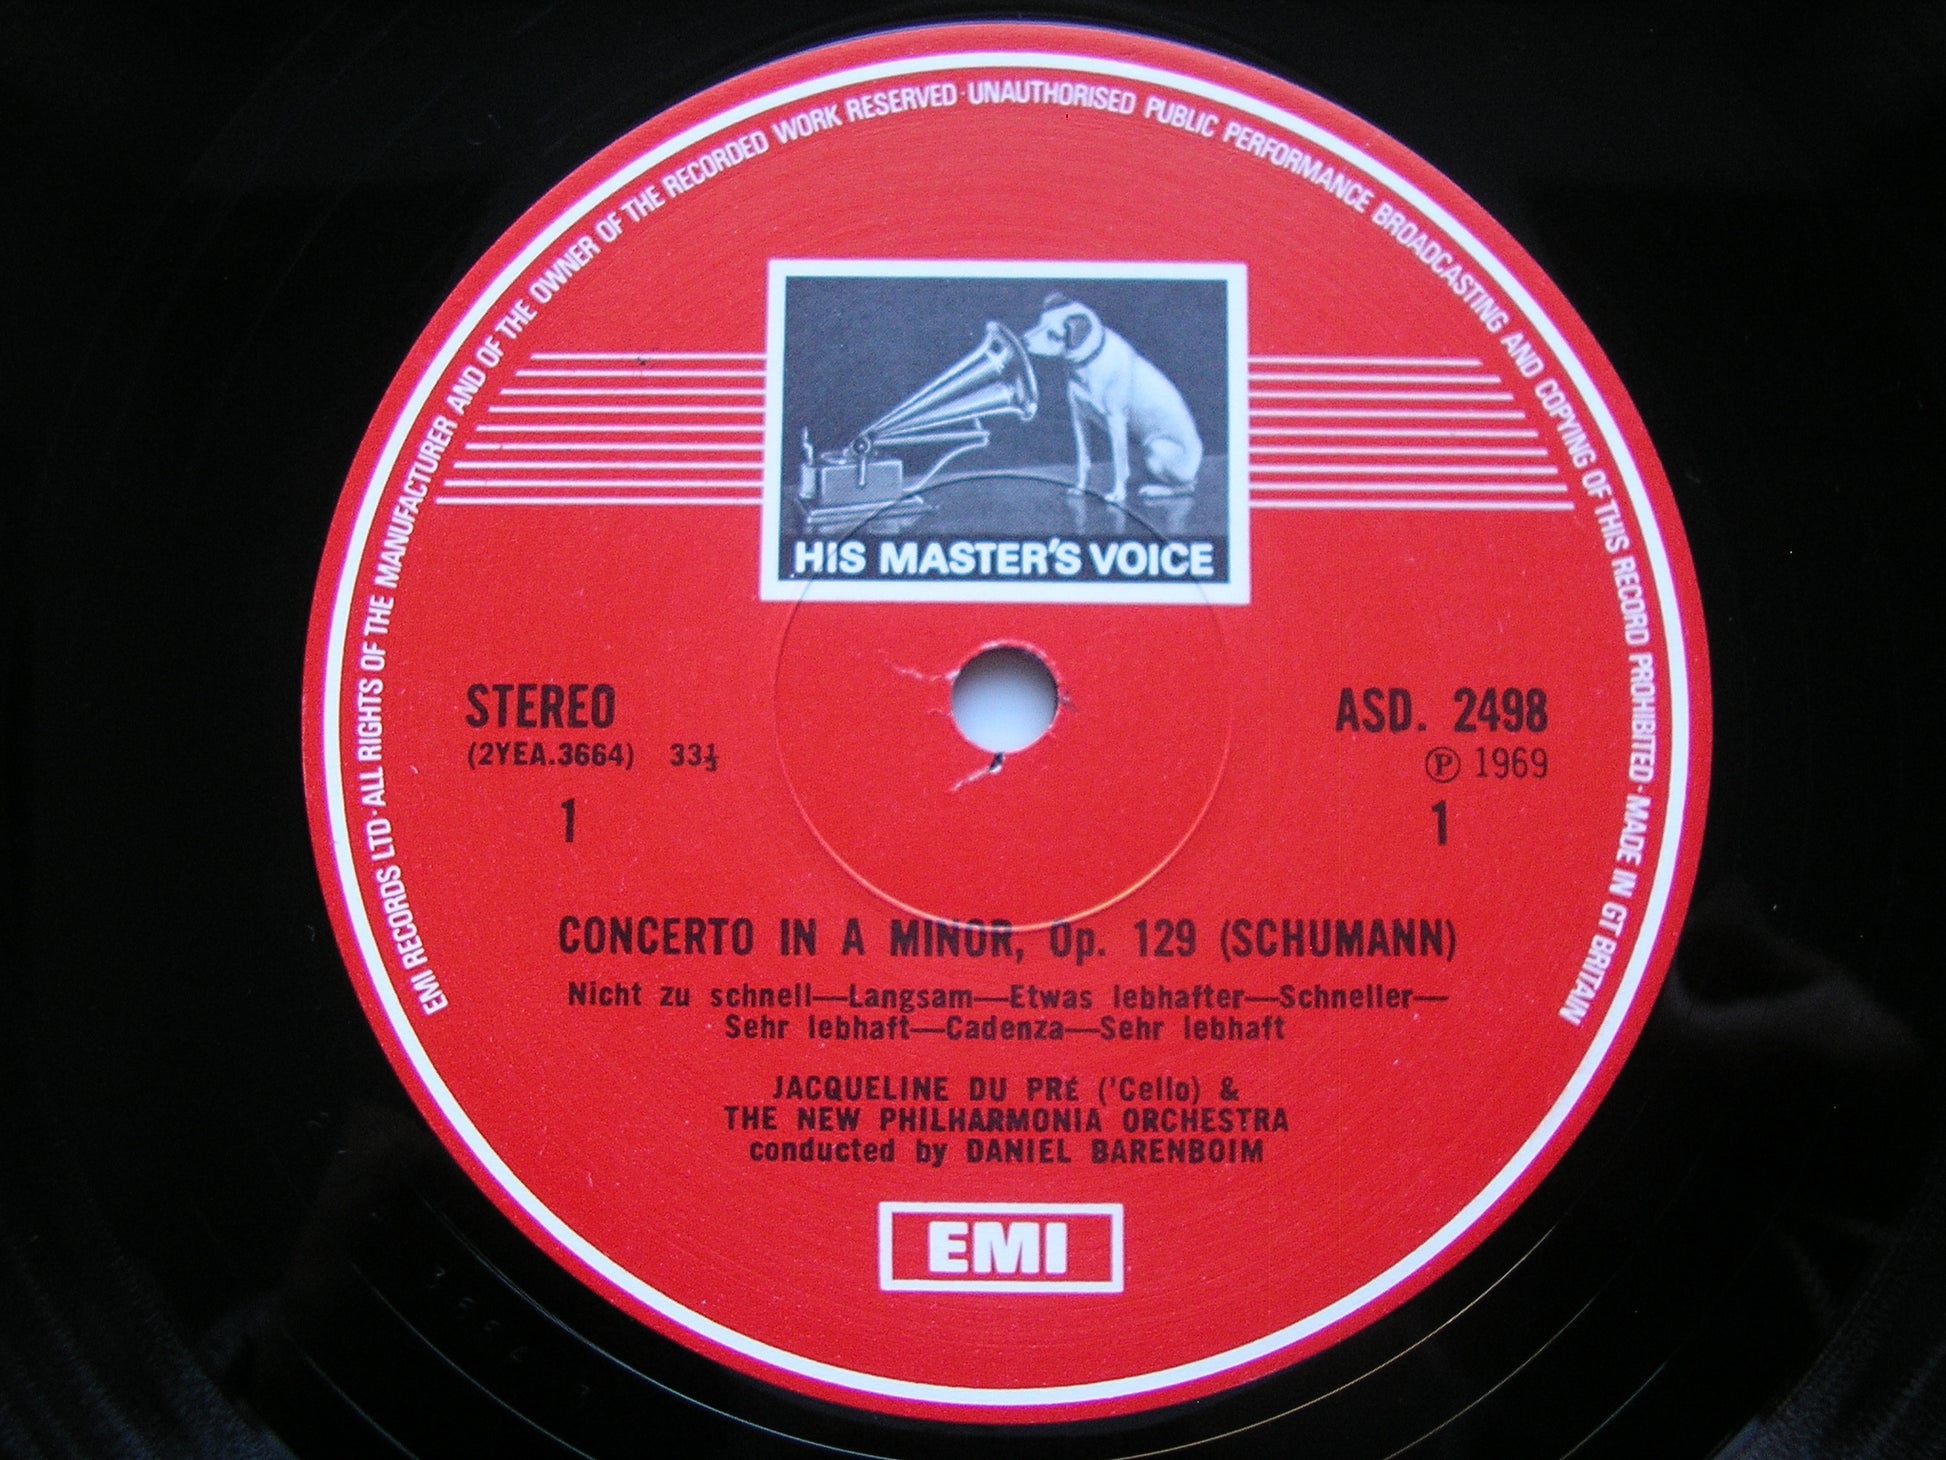 EMI RECORDS LTD·ALL RIGHTS OF THE MANUFACTURER AND OF THE OWNER OF THE RECORDED WORK RESERVED·UNAUTHORISED PUBLIC PERFORMANCE BROADCASTING AND COPYING OF THIS RECORD PROHIBITED·MADE IN GT BRITAIN
HIS MASTER'S VOICE
STEREO
(2YEA.3664) 33⅓
1
ASD. 2498
℗ 1969
1
CONCERTO IN A MINOR, Op. 129 (SCHUMANN)
Nicht zu schnell—Langsam—Etwas lebhafter—Schneller—
Sehr lebhaft—Cadenza—Sehr lebhaft
JACQUELINE DU PRÉ ('Cello) &
THE NEW PHILHARMONIA ORCHESTRA
conducted by DANIEL BARENBOIM
EMI